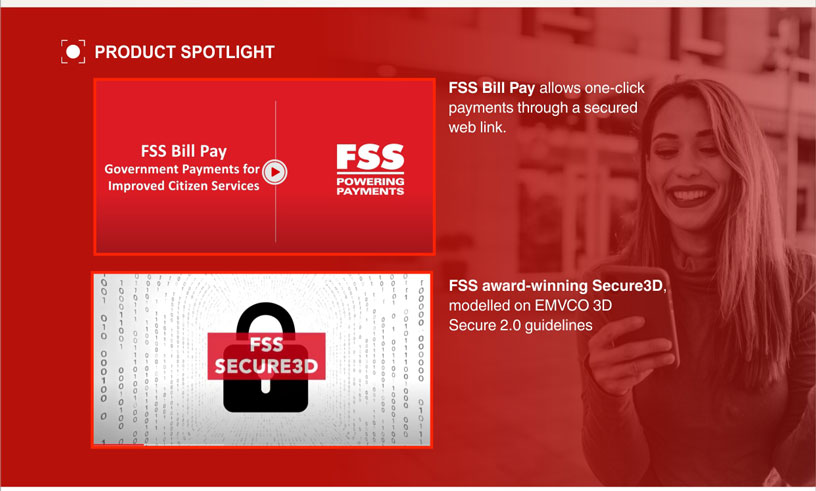 PRODUCT SPOTLIGHT
FSS Bill Pay
Government Payments for
Improved Citizen Services
FSS
POWERING
PAYMENTS
FSS Bill Pay allows one-click
payments through a secured
web link.
FSS
SECURE3D
FSS award-winning Secure3D,
modelled on EMVCO 3D
Secure 2.0 guidelines